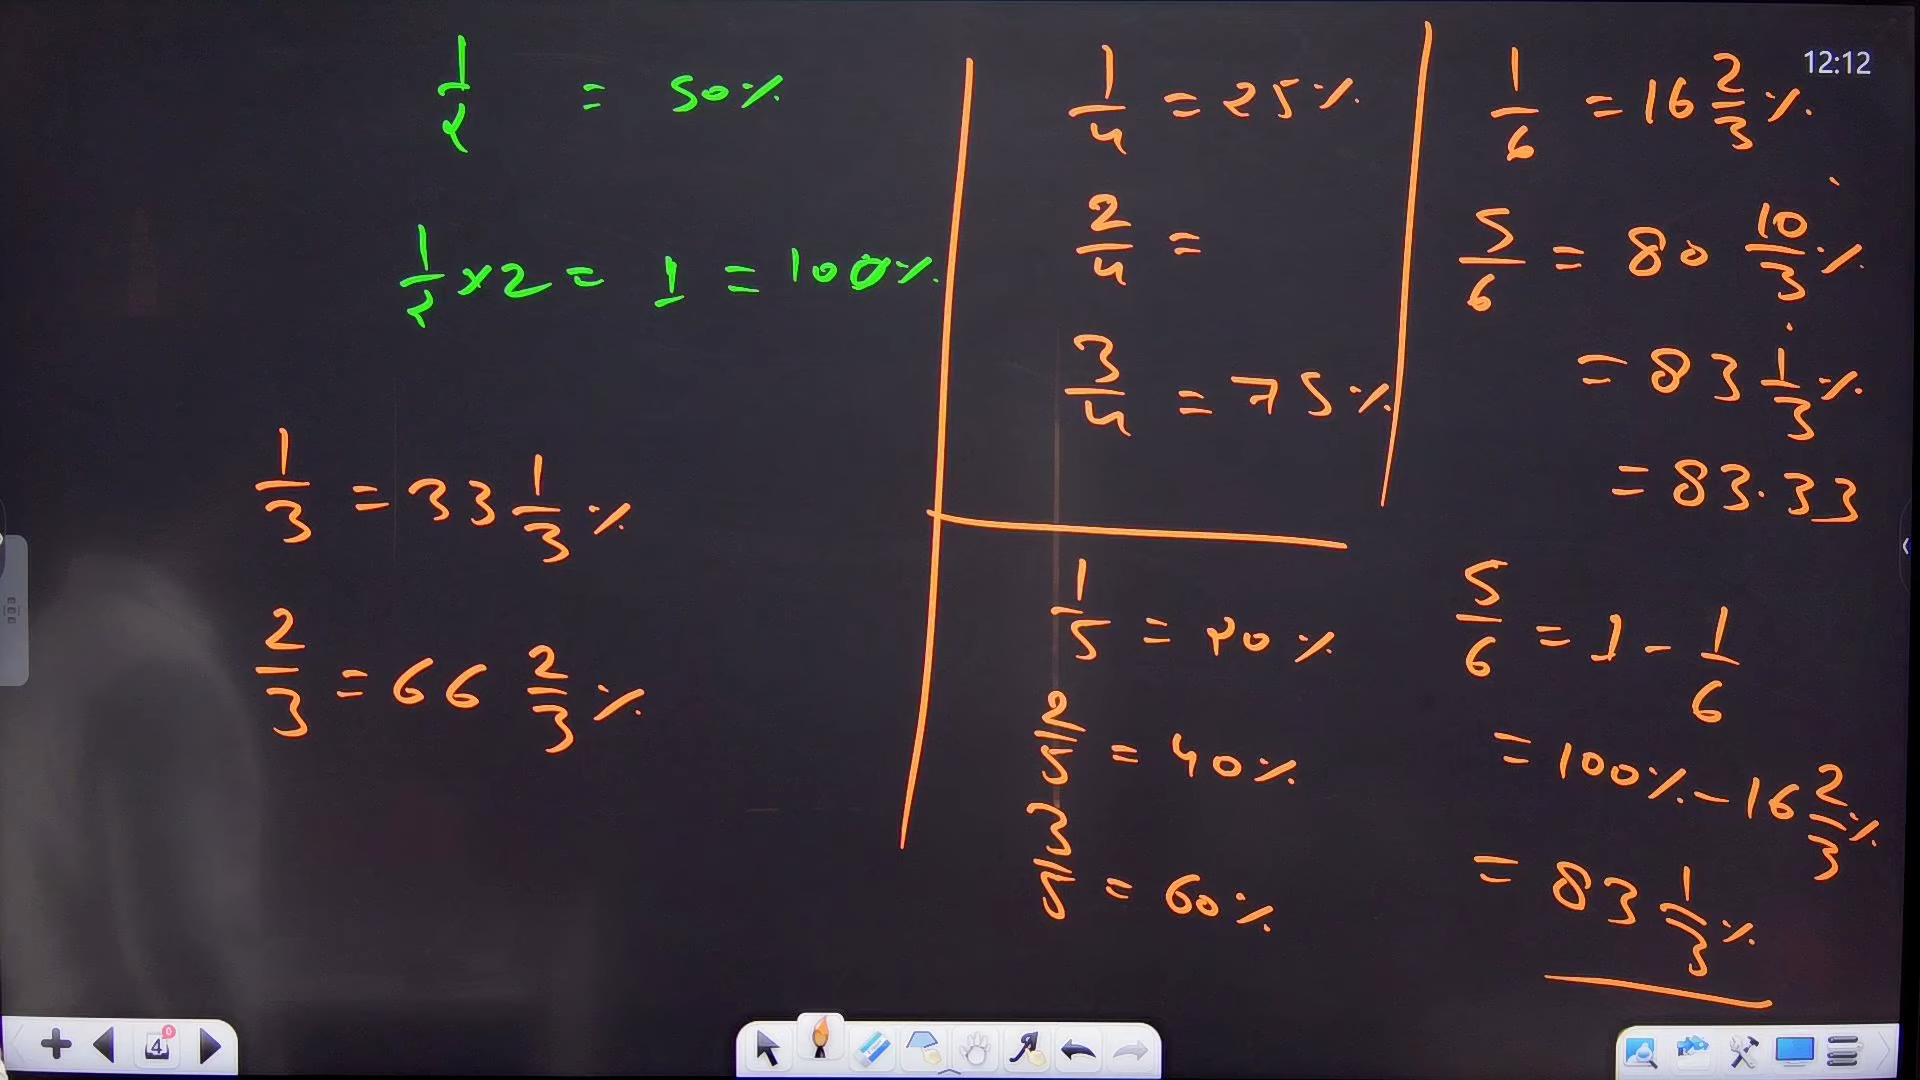 1/2 = 50%
1/2 × 2 = 1 = 100%
1/3 = 33 1/3 %
2/3 = 66 2/3 %
1/4 = 25%
2/4 =
3/4 = 75%
1/5 = 20%
2/5 = 40%
3/5 = 60%
12:12
1/6 = 16 2/3 %
5/6 = 80 10/3 %
= 83 1/3 %
= 83.33
5/6 = 1 - 1/6
= 100% - 16 2/3 %
= 83 1/3 %
4
0